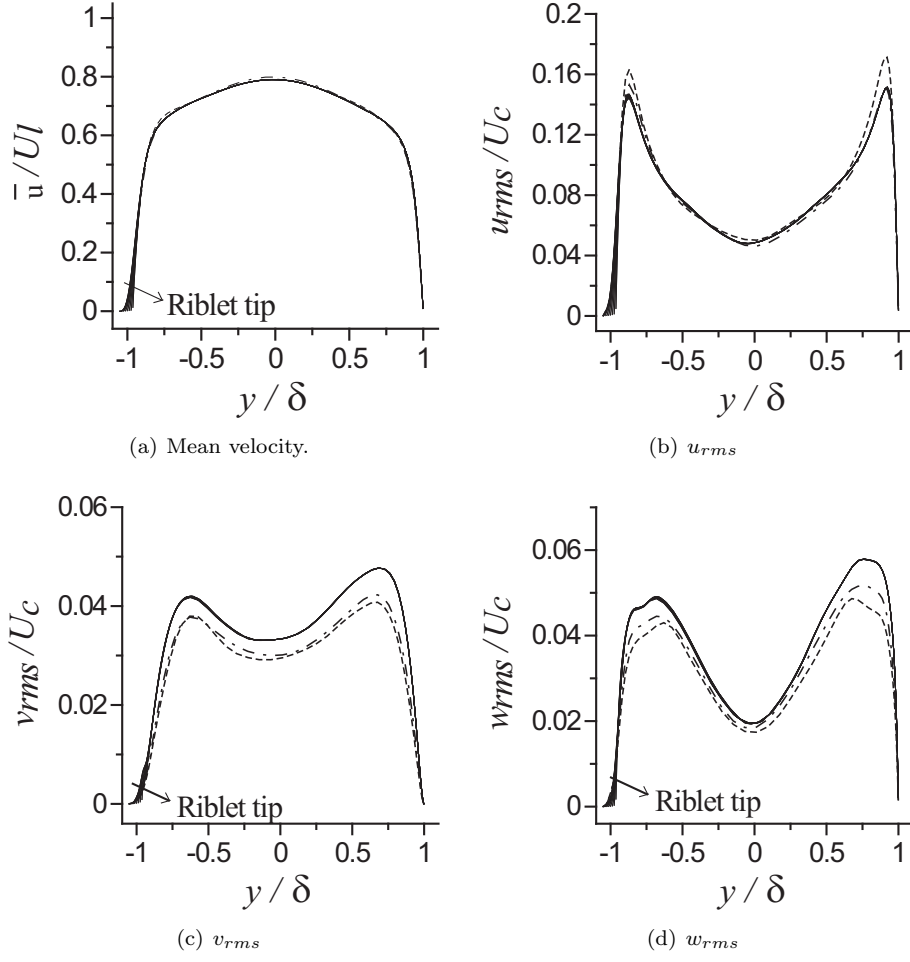 1
0.8
0.6
0.4
0.2
0
u̅ / Ul
Riblet tip
-1 -0.5 0 0.5 1
y / δ
(a) Mean velocity.
0.2
0.16
0.12
0.08
0.04
0
urms / Uc
-1 -0.5 0 0.5 1
y / δ
(b) urms
0.06
0.04
0.02
0
vrms / Uc
Riblet tip
-1 -0.5 0 0.5 1
y / δ
(c) vrms
0.06
0.04
0.02
0
wrms / Uc
Riblet tip
-1 -0.5 0 0.5 1
y / δ
(d) wrms